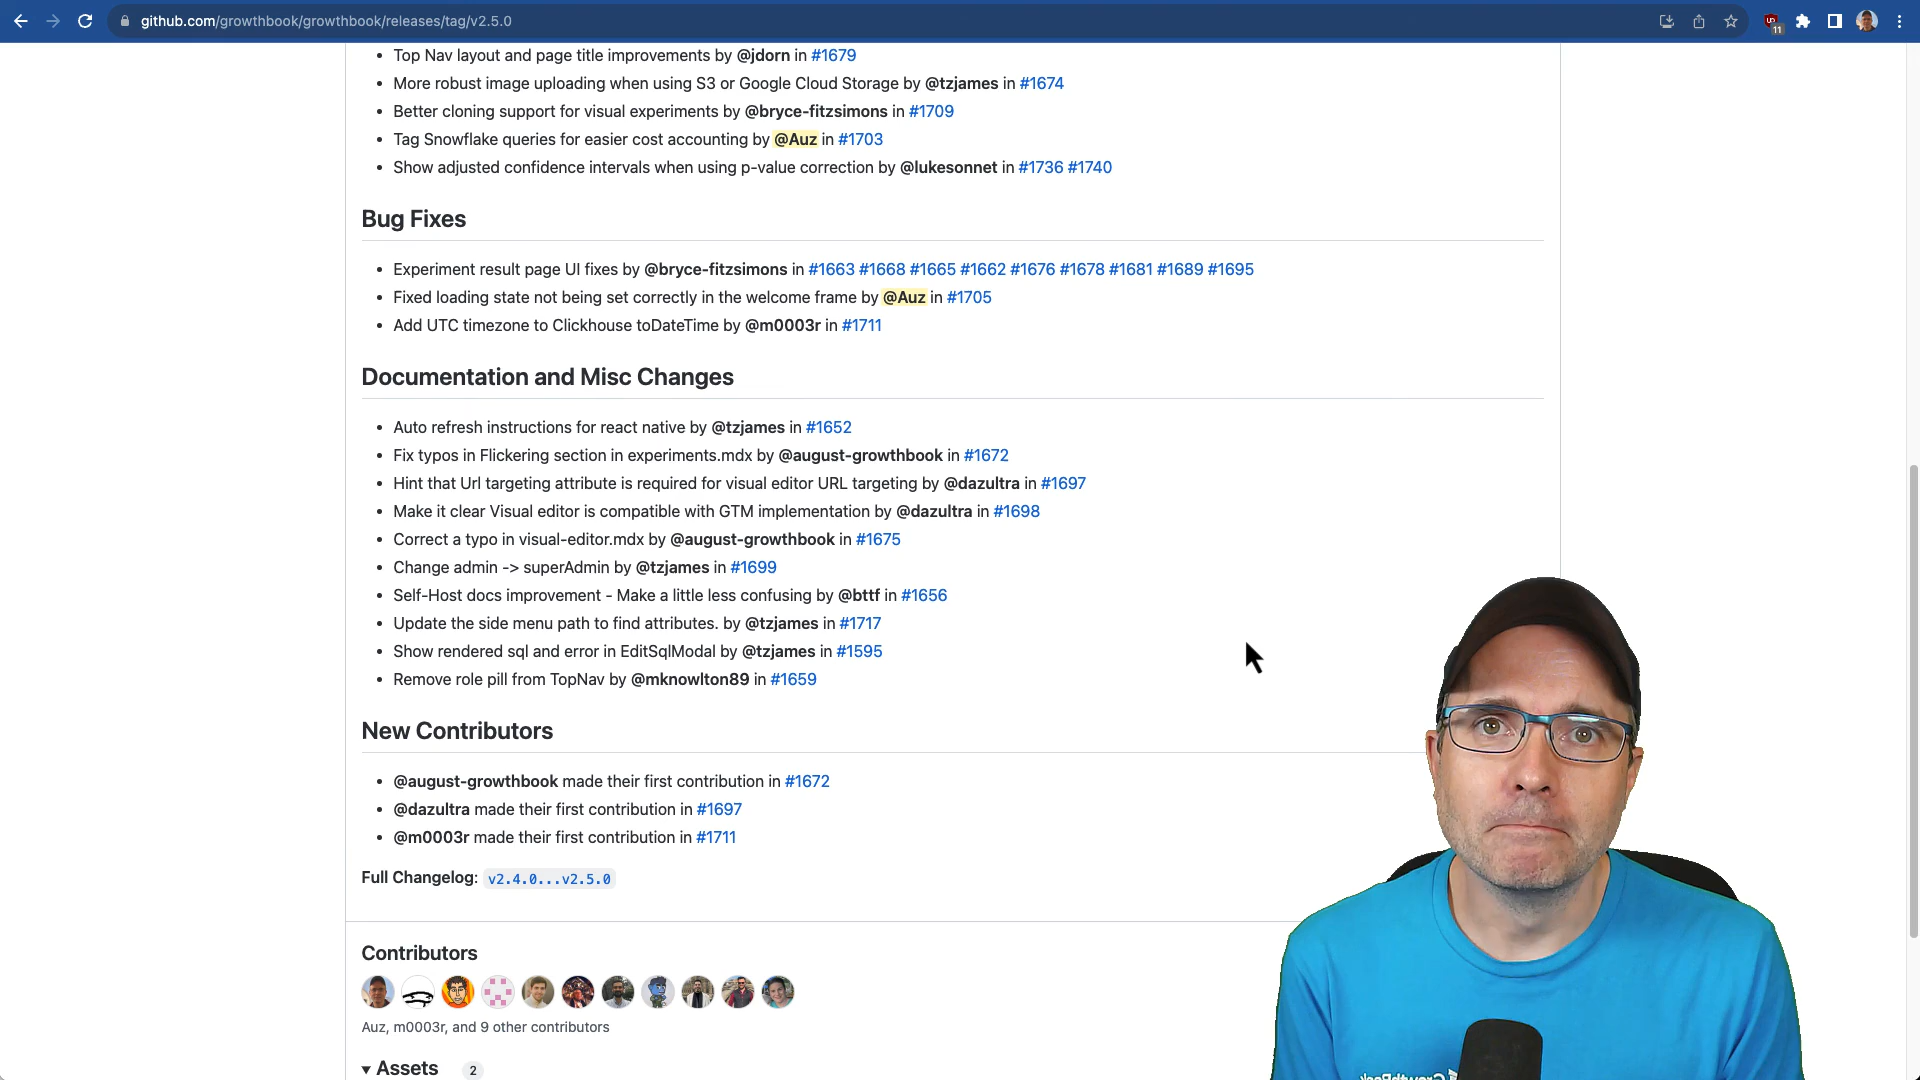 github.com/growthbook/growthbook/releases/tag/v2.5.0
11
Top Nav layout and page title improvements by @jdorn in #1679
More robust image uploading when using S3 or Google Cloud Storage by @tzjames in #1674
Better cloning support for visual experiments by @bryce-fitzsimons in #1709
Tag Snowflake queries for easier cost accounting by @Auz in #1703
Show adjusted confidence intervals when using p-value correction by @lukesonnet in #1736 #1740
Bug Fixes
Experiment result page UI fixes by @bryce-fitzsimons in #1663 #1668 #1665 #1662 #1676 #1678 #1681 #1689 #1695
Fixed loading state not being set correctly in the welcome frame by @Auz in #1705
Add UTC timezone to Clickhouse toDateTime by @m0003r in #1711
Documentation and Misc Changes
Auto refresh instructions for react native by @tzjames in #1652
Fix typos in Flickering section in experiments.mdx by @august-growthbook in #1672
Hint that Url targeting attribute is required for visual editor URL targeting by @dazultra in #1697
Make it clear Visual editor is compatible with GTM implementation by @dazultra in #1698
Correct a typo in visual-editor.mdx by @august-growthbook in #1675
Change admin -> superAdmin by @tzjames in #1699
Self-Host docs improvement - Make a little less confusing by @bttf in #1656
Update the side menu path to find attributes. by @tzjames in #1717
Show rendered sql and error in EditSqlModal by @tzjames in #1595
Remove role pill from TopNav by @mknowlton89 in #1659
New Contributors
@august-growthbook made their first contribution in #1672
@dazultra made their first contribution in #1697
@m0003r made their first contribution in #1711
Full Changelog: v2.4.0...v2.5.0
Contributors
Auz, m0003r, and 9 other contributors
Assets 2